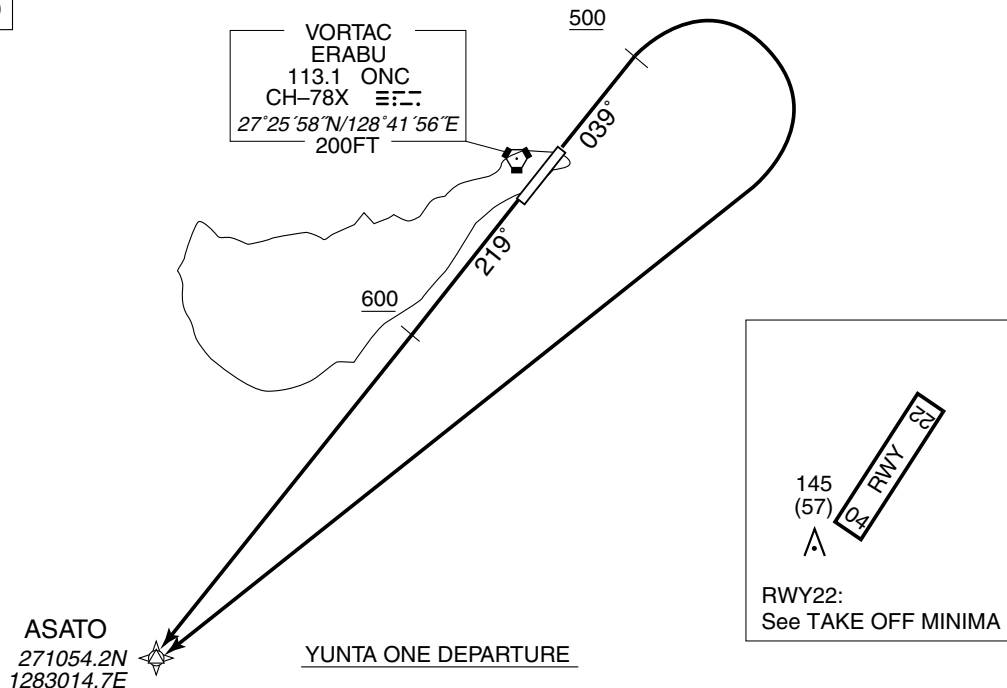 500
VORTAC
ERABU
113.1 ONC
CH–78X
27°25′58″N/128°41′56″E
200FT
039°
219°
600
22
RWY
04
145
(57)
RWY22:
See TAKE OFF MINIMA
ASATO
271054.2N
1283014.7E
YUNTA ONE DEPARTURE